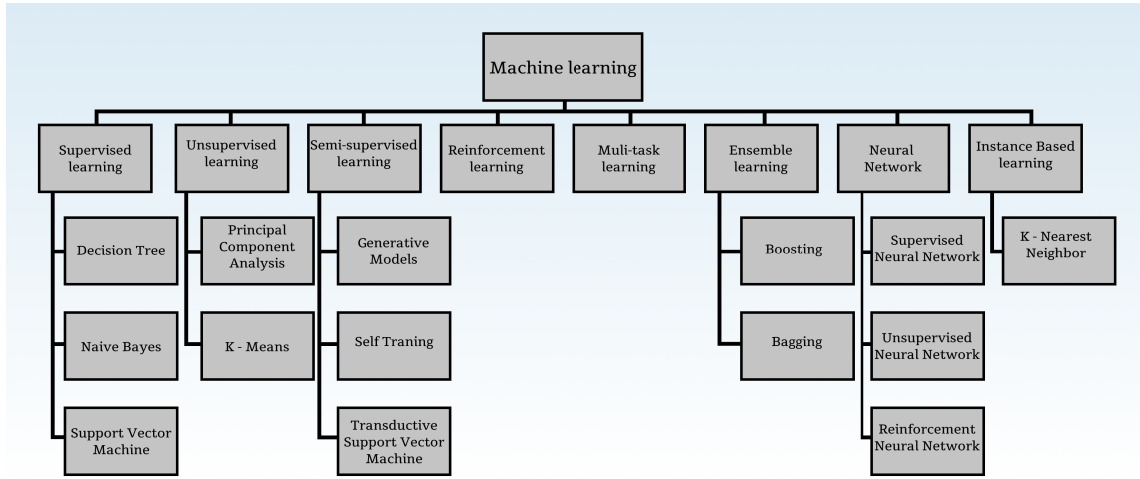 Machine learning
Supervised
learning
Unsupervised
learning
Semi-supervised
learning
Reinforcement
learning
Muli-task
learning
Ensemble
learning
Neural
Network
Instance Based
learning
Decision Tree
Naive Bayes
Support Vector
Machine
Principal
Component
Analysis
K - Means
Generative
Models
Self Traning
Transductive
Support Vector
Machine
Boosting
Bagging
Supervised
Neural Network
Unsupervised
Neural Network
Reinforcement
Neural Network
K - Nearest
Neighbor